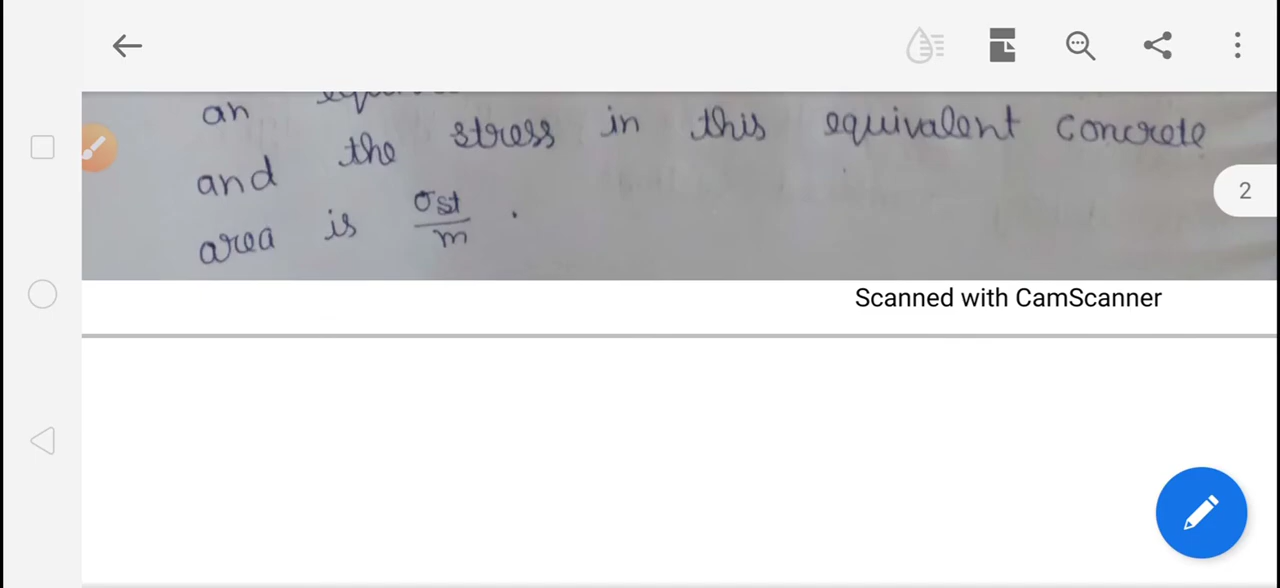 an
and the stress in this equivalent concrete
area is σst/m .
2
Scanned with CamScanner